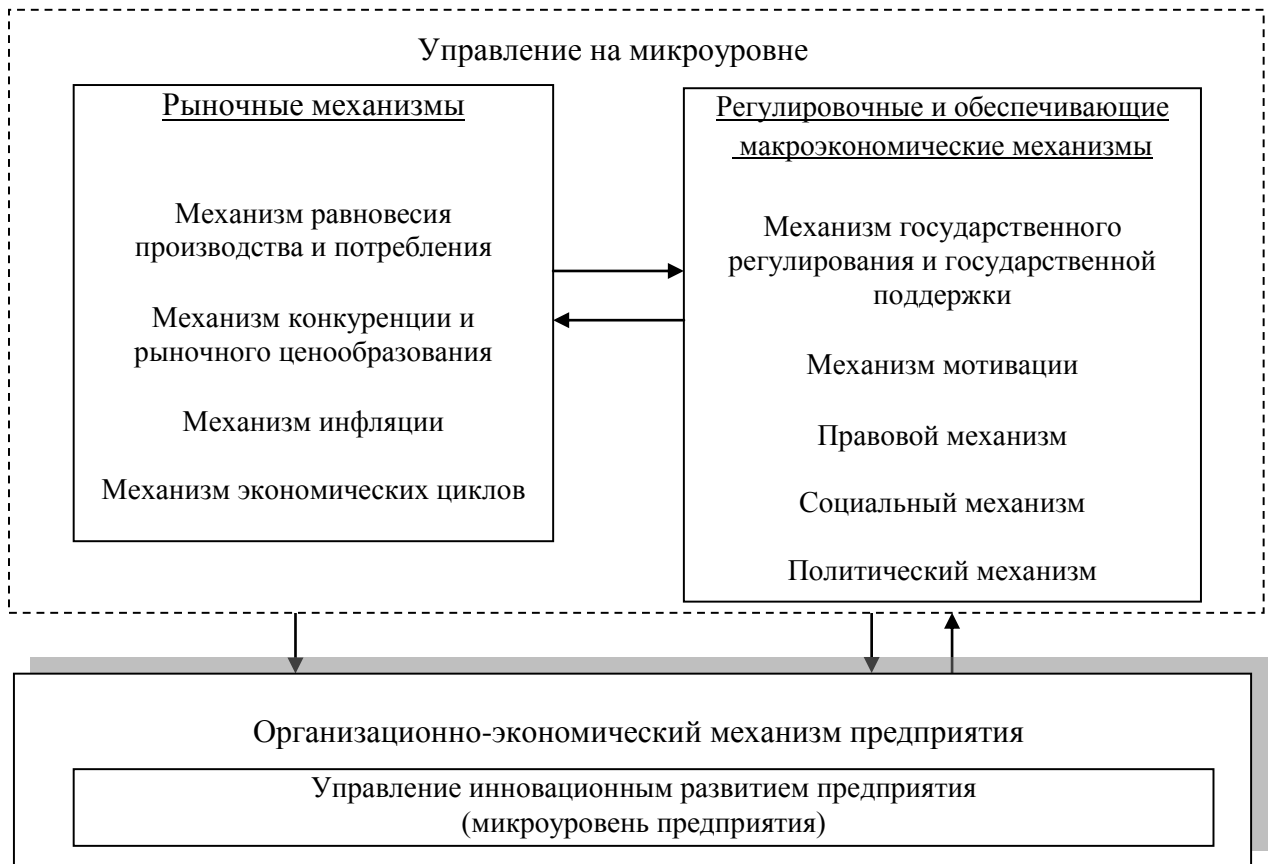 Управление на микроуровне
Рыночные механизмы
Механизм равновесия
производства и потребления
Механизм конкуренции и
рыночного ценообразования
Механизм инфляции
Механизм экономических циклов
Регулировочные и обеспечивающие
макроэкономические механизмы
Механизм государственного
регулирования и государственной
поддержки
Механизм мотивации
Правовой механизм
Социальный механизм
Политический механизм
Организационно-экономический механизм предприятия
Управление инновационным развитием предприятия
(микроуровень предприятия)